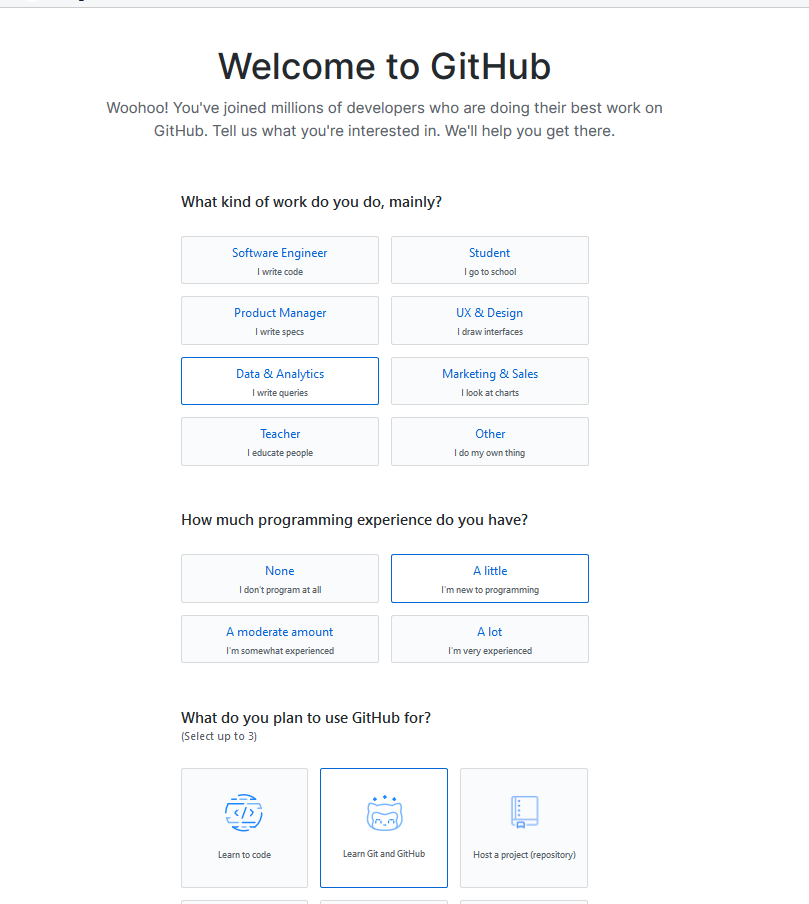 Welcome to GitHub
Woohoo! You've joined millions of developers who are doing their best work on
GitHub. Tell us what you're interested in. We'll help you get there.
What kind of work do you do, mainly?
Software Engineer
I write code
Student
I go to school
Product Manager
I write specs
UX & Design
I draw interfaces
Data & Analytics
I write queries
Marketing & Sales
I look at charts
Teacher
I educate people
Other
I do my own thing
How much programming experience do you have?
None
I don't program at all
A little
I'm new to programming
A moderate amount
I'm somewhat experienced
A lot
I'm very experienced
What do you plan to use GitHub for?
(Select up to 3)
Learn to code
Learn Git and GitHub
Host a project (repository)